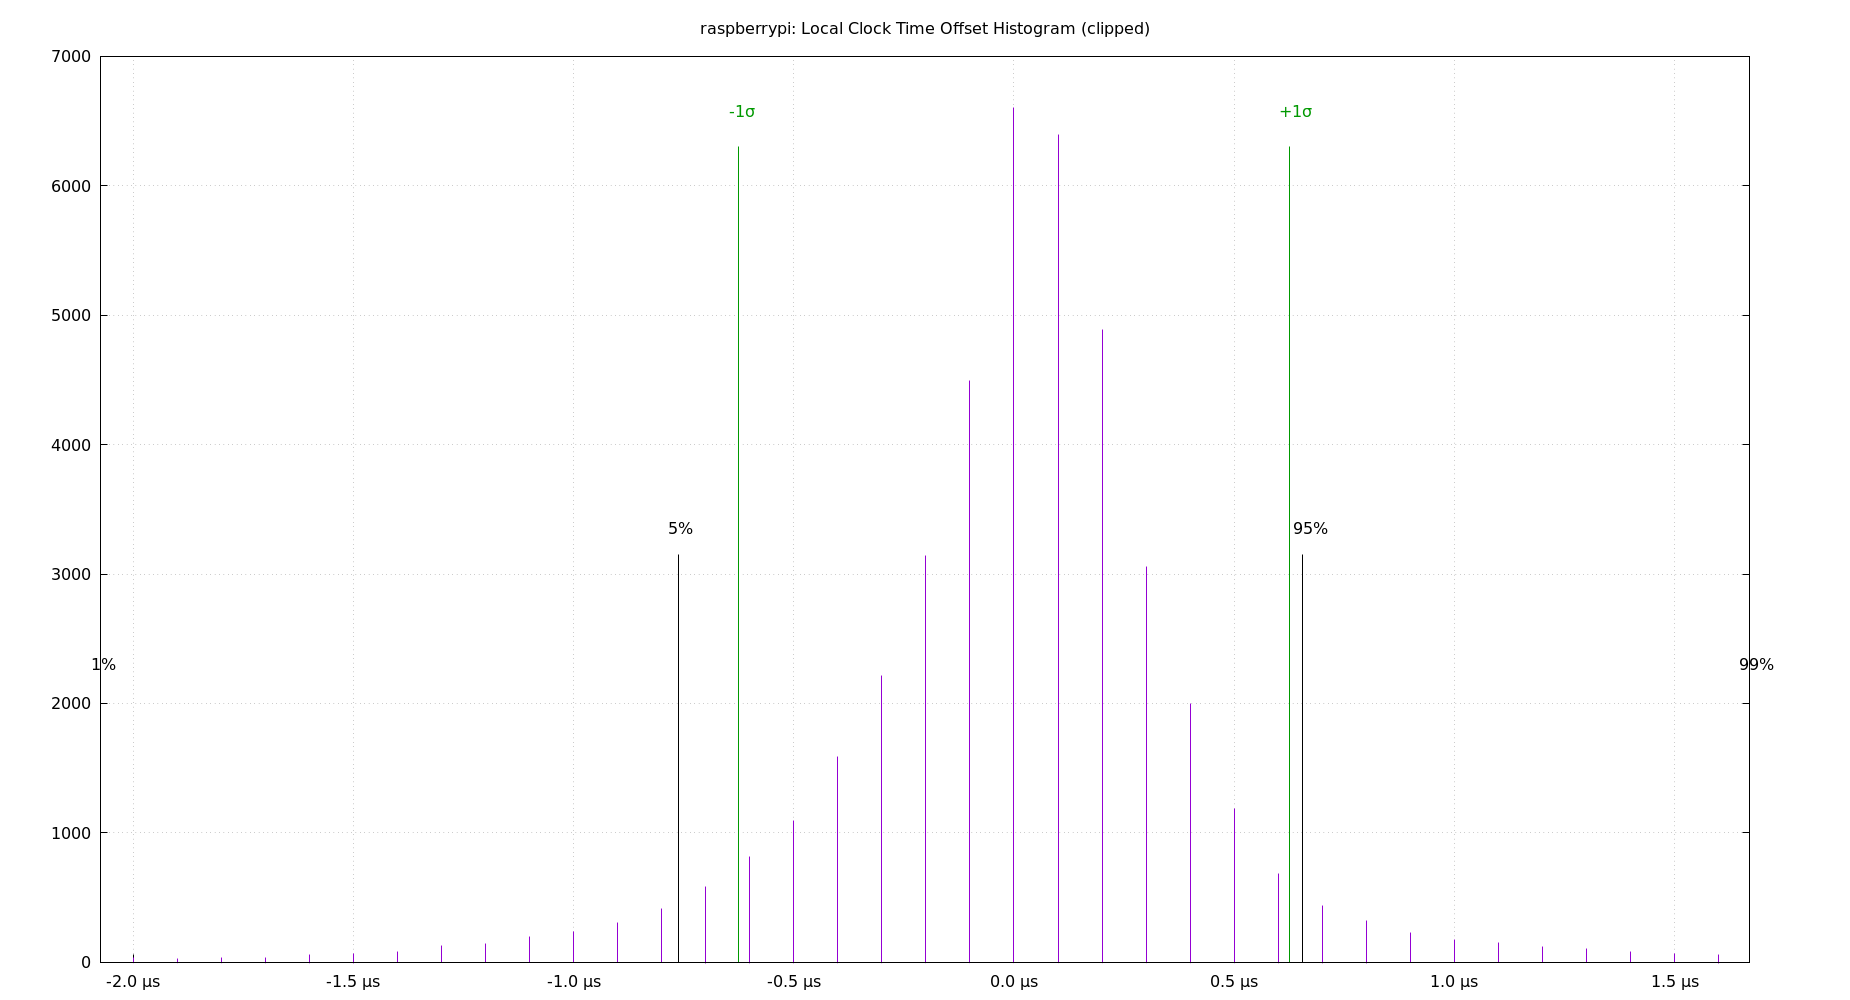 raspberrypi: Local Clock Time Offset Histogram (clipped)
7000
-1σ
+1σ
6000
5000
4000
5%
95%
3000
1%
99%
2000
1000
0
-2.0 µs
-1.5 µs
-1.0 µs
-0.5 µs
0.0 µs
0.5 µs
1.0 µs
1.5 µs